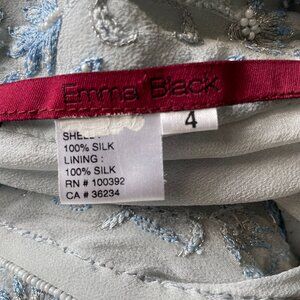 Emma Black
4
SHELL :
100% SILK
LINING :
100% SILK
RN # 100392
CA # 36234